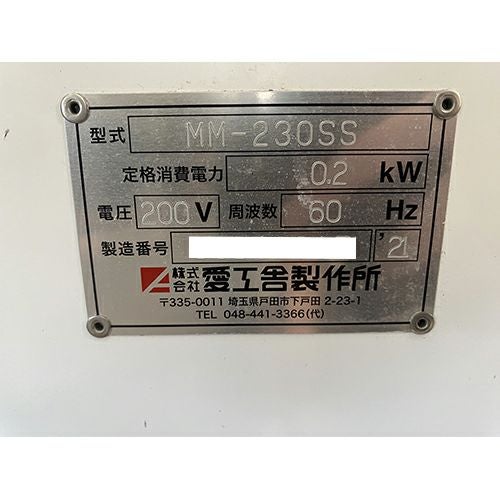 型式 MM-230SS
定格消費電力 0.2 kW
電圧 200 V 周波数 60 Hz
製造番号 '21
株式会社 愛工舎製作所
〒335-0011 埼玉県戸田市下戸田 2-23-1
TEL 048-441-3366(代)